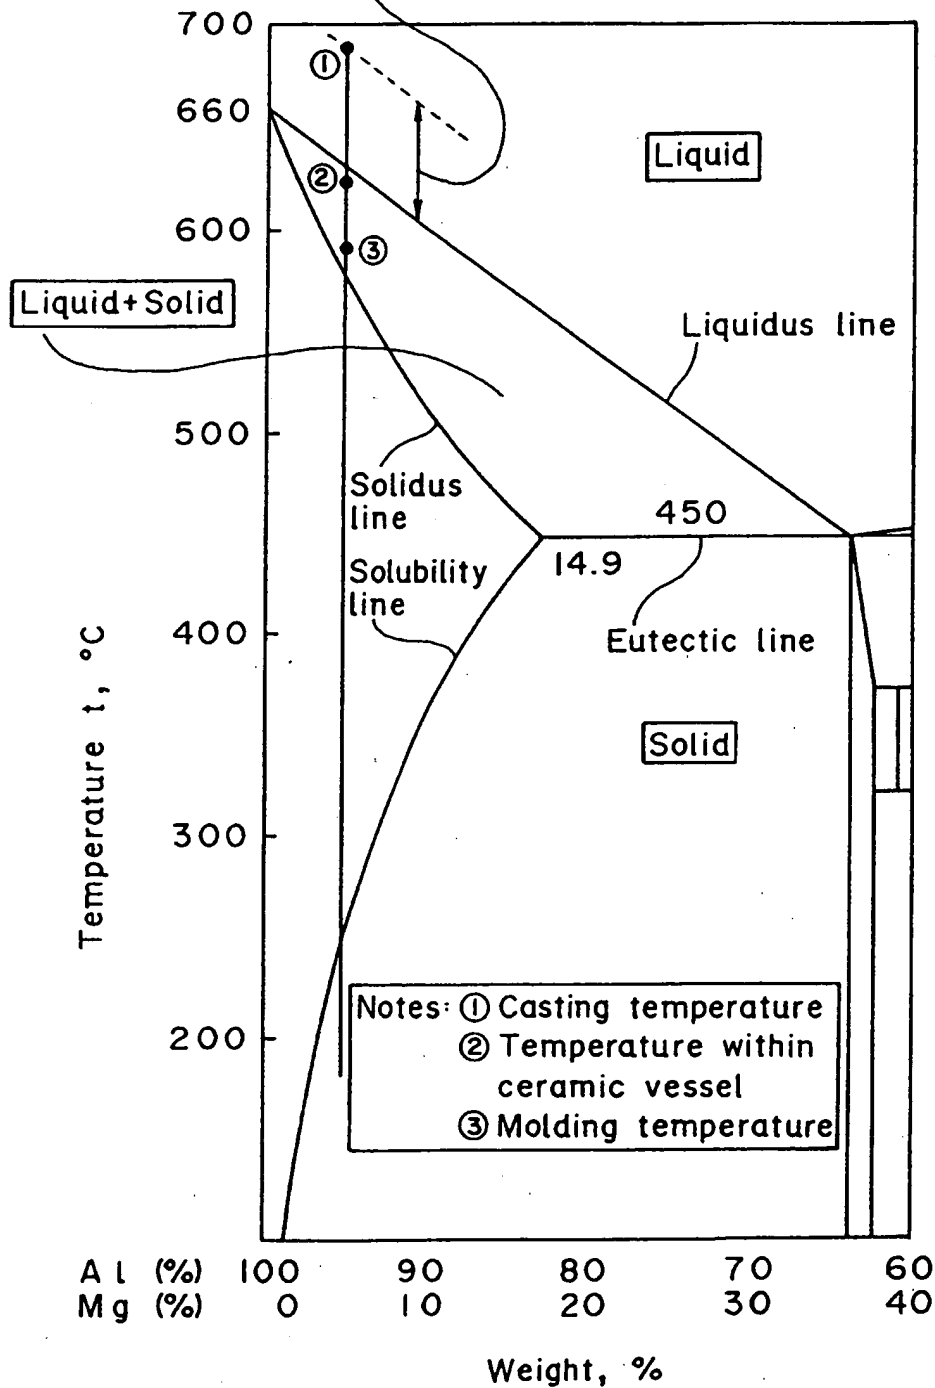 700
①
660
Liquid
②
600
③
Liquid+Solid
Liquidus line
500
Solidus
line
450
14.9
Solubility
line
400
Eutectic line
Solid
Temperature t, °C
300
Notes: ① Casting temperature
② Temperature within
ceramic vessel
③ Molding temperature
200
Al (%) 100 90 80 70 60
Mg (%) 0 10 20 30 40
Weight, %